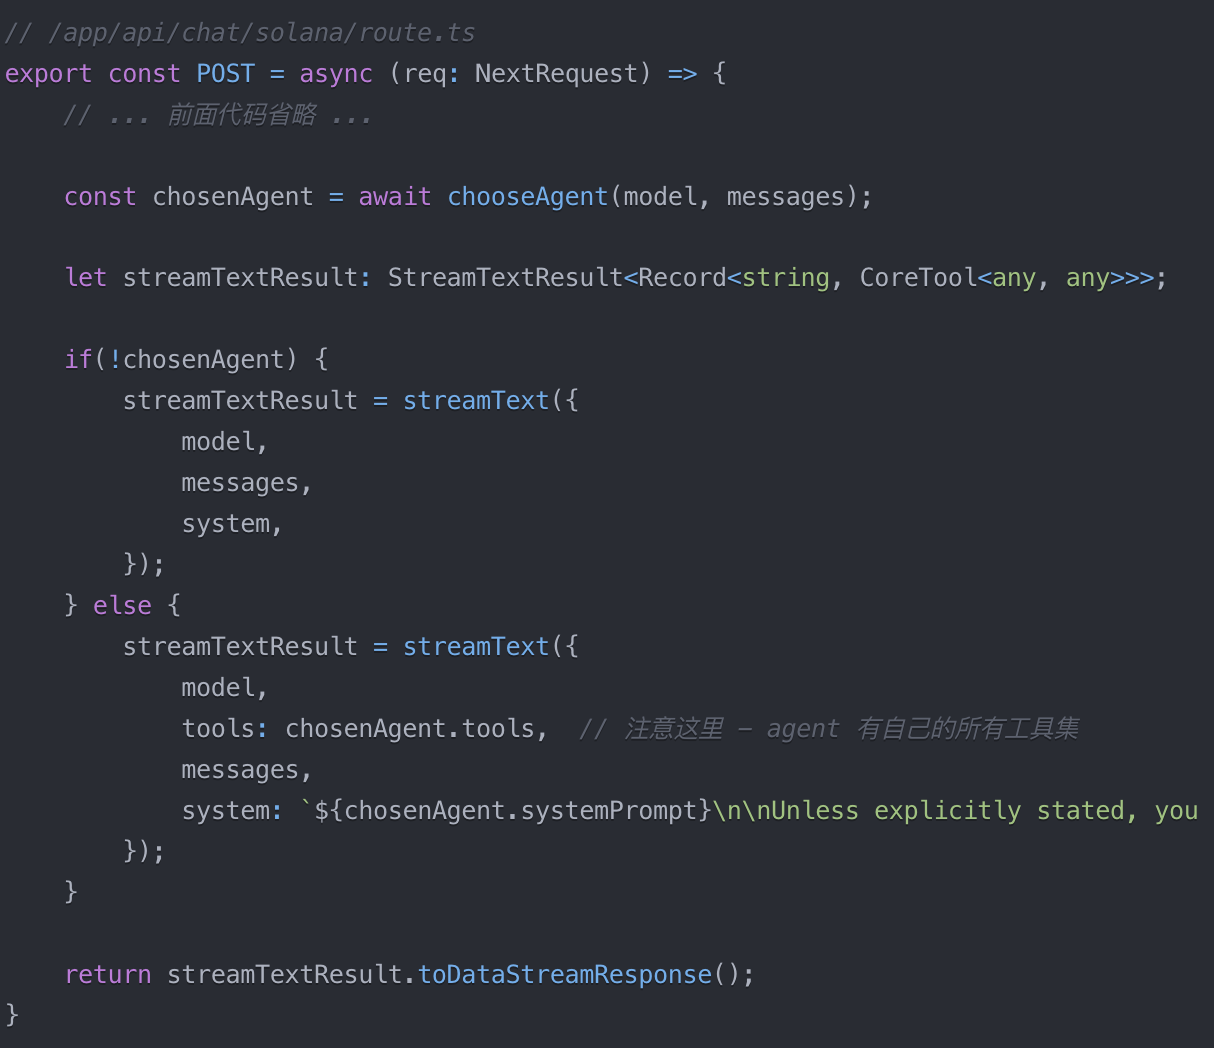 // /app/api/chat/solana/route.ts
export const POST = async (req: NextRequest) => {
    // ... 前面代码省略 ...

    const chosenAgent = await chooseAgent(model, messages);

    let streamTextResult: StreamTextResult<Record<string, CoreTool<any, any>>>;

    if(!chosenAgent) {
        streamTextResult = streamText({
            model,
            messages,
            system,
        });
    } else {
        streamTextResult = streamText({
            model,
            tools: chosenAgent.tools,  // 注意这里 – agent 有自己的所有工具集
            messages,
            system: `${chosenAgent.systemPrompt}\n\nUnless explicitly stated, you
        });
    }

    return streamTextResult.toDataStreamResponse();
}